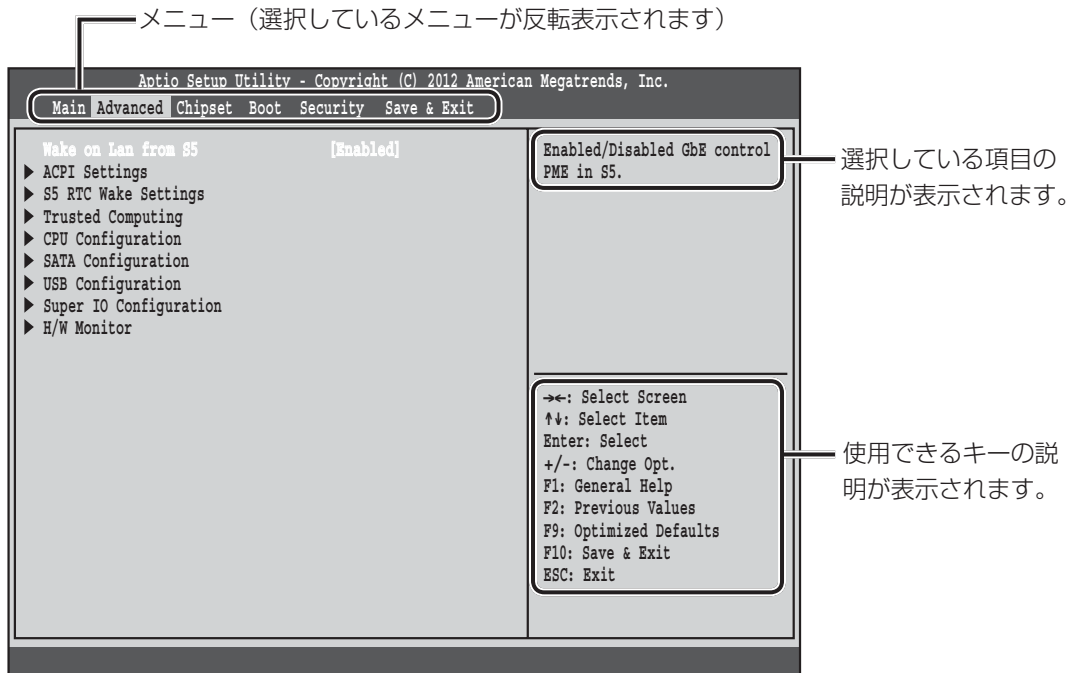 メニュー（選択しているメニューが反転表示されます）
Aptio Setup Utility - Copyright (C) 2012 American Megatrends, Inc.
Main Advanced Chipset Boot Security Save & Exit
Wake on Lan from S5 [Enabled]
▶ ACPI Settings
▶ S5 RTC Wake Settings
▶ Trusted Computing
▶ CPU Configuration
▶ SATA Configuration
▶ USB Configuration
▶ Super IO Configuration
▶ H/W Monitor
Enabled/Disabled GbE control
PME in S5.
選択している項目の
説明が表示されます。
→←: Select Screen
↑↓: Select Item
Enter: Select
+/-: Change Opt.
F1: General Help
F2: Previous Values
F9: Optimized Defaults
F10: Save & Exit
ESC: Exit
使用できるキーの説
明が表示されます。